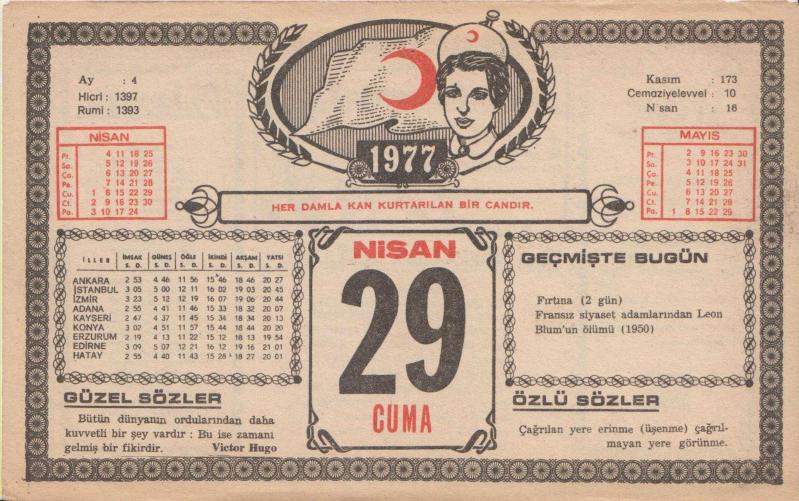 Ay : 4
Hicri : 1397
Rumi : 1393
1977
Kasım : 173
Cemaziyelevvel : 10
N san : 16
NİSAN
Pt. 4 11 18 25
Sa. 5 12 19 26
Ça. 6 13 20 27
Pe. 7 14 21 28
Cu. 1 8 15 22 29
Ct. 2 9 16 23 30
Pa. 3 10 17 24
MAYIS
Pt. 2 9 16 23 30
Sa. 3 10 17 24 31
Ça. 4 11 18 25
Pe. 5 12 19 26
Cu. 6 13 20 27
Ct. 7 14 21 28
Pa. 1 8 15 22 29
HER DAMLA KAN KURTARILAN BİR CANDIR.
İLLER İMSAK GÜNEŞ ÖĞLE İKİNDİ AKŞAM YATSI
S. D. S. D. S. D. S. D. S. D. S. D.
ANKARA 2 53 4 46 11 56 15 46 18 46 20 27
İSTANBUL 3 05 5 00 12 11 16 02 19 03 20 45
İZMİR 3 23 5 12 12 19 16 07 19 06 20 44
ADANA 2 55 4 41 11 46 15 33 18 32 20 07
KAYSERİ 2 47 4 37 11 45 15 34 18 34 20 13
KONYA 3 02 4 51 11 57 15 44 18 44 20 20
ERZURUM 2 19 4 13 11 22 15 12 18 13 19 54
EDİRNE 3 09 5 07 12 21 16 12 19 16 21 01
HATAY 2 55 4 40 11 43 15 28 18 27 20 01
NİSAN
29
CUMA
GEÇMİŞTE BUGÜN
Fırtına (2 gün)
Fransız siyaset adamlarından Leon
Blum'un ölümü (1950)
GÜZEL SÖZLER
Bütün dünyanın ordularından daha
kuvvetli bir şey vardır : Bu ise zamanı
gelmiş bir fikirdir. Victor Hugo
ÖZLÜ SÖZLER
Çağrılan yere erinme (üşenme) çağrıl-
mayan yere görünme.